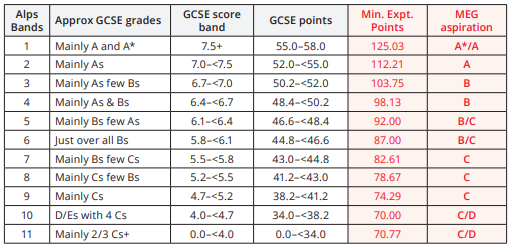 Alps Bands | Approx GCSE grades | GCSE score band | GCSE points | Min. Expt. Points | MEG aspiration
1 | Mainly A and A* | 7.5+ | 55.0–58.0 | 125.03 | A*/A
2 | Mainly As | 7.0–<7.5 | 52.0–<55.0 | 112.21 | A
3 | Mainly As few Bs | 6.7–<7.0 | 50.2–<52.0 | 103.75 | B
4 | Mainly As & Bs | 6.4–<6.7 | 48.4–<50.2 | 98.13 | B
5 | Mainly Bs few As | 6.1–<6.4 | 46.6–<48.4 | 92.00 | B/C
6 | Just over all Bs | 5.8–<6.1 | 44.8–<46.6 | 87.00 | B/C
7 | Mainly Bs few Cs | 5.5–<5.8 | 43.0–<44.8 | 82.61 | C
8 | Mainly Cs few Bs | 5.2–<5.5 | 41.2–<43.0 | 78.67 | C
9 | Mainly Cs | 4.7–<5.2 | 38.2–<41.2 | 74.29 | C
10 | D/Es with 4 Cs | 4.0–<4.7 | 34.0–<38.2 | 70.00 | C/D
11 | Mainly 2/3 Cs+ | 0.0–<4.0 | 0.0–<34.0 | 70.77 | C/D